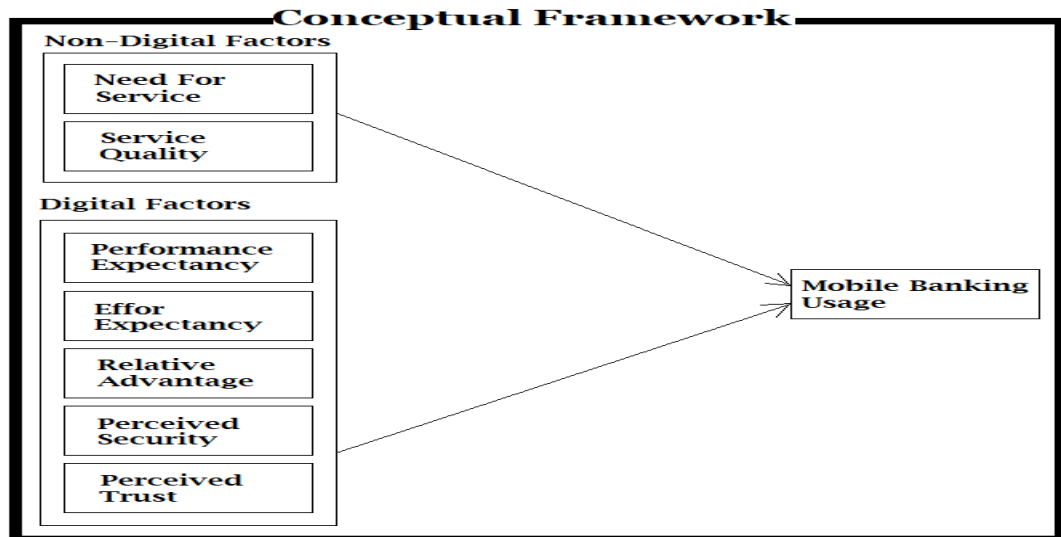 Conceptual Framework
Non-Digital Factors
Need For
Service
Service
Quality
Digital Factors
Performance
Expectancy
Effor
Expectancy
Relative
Advantage
Perceived
Security
Perceived
Trust
Mobile Banking
Usage